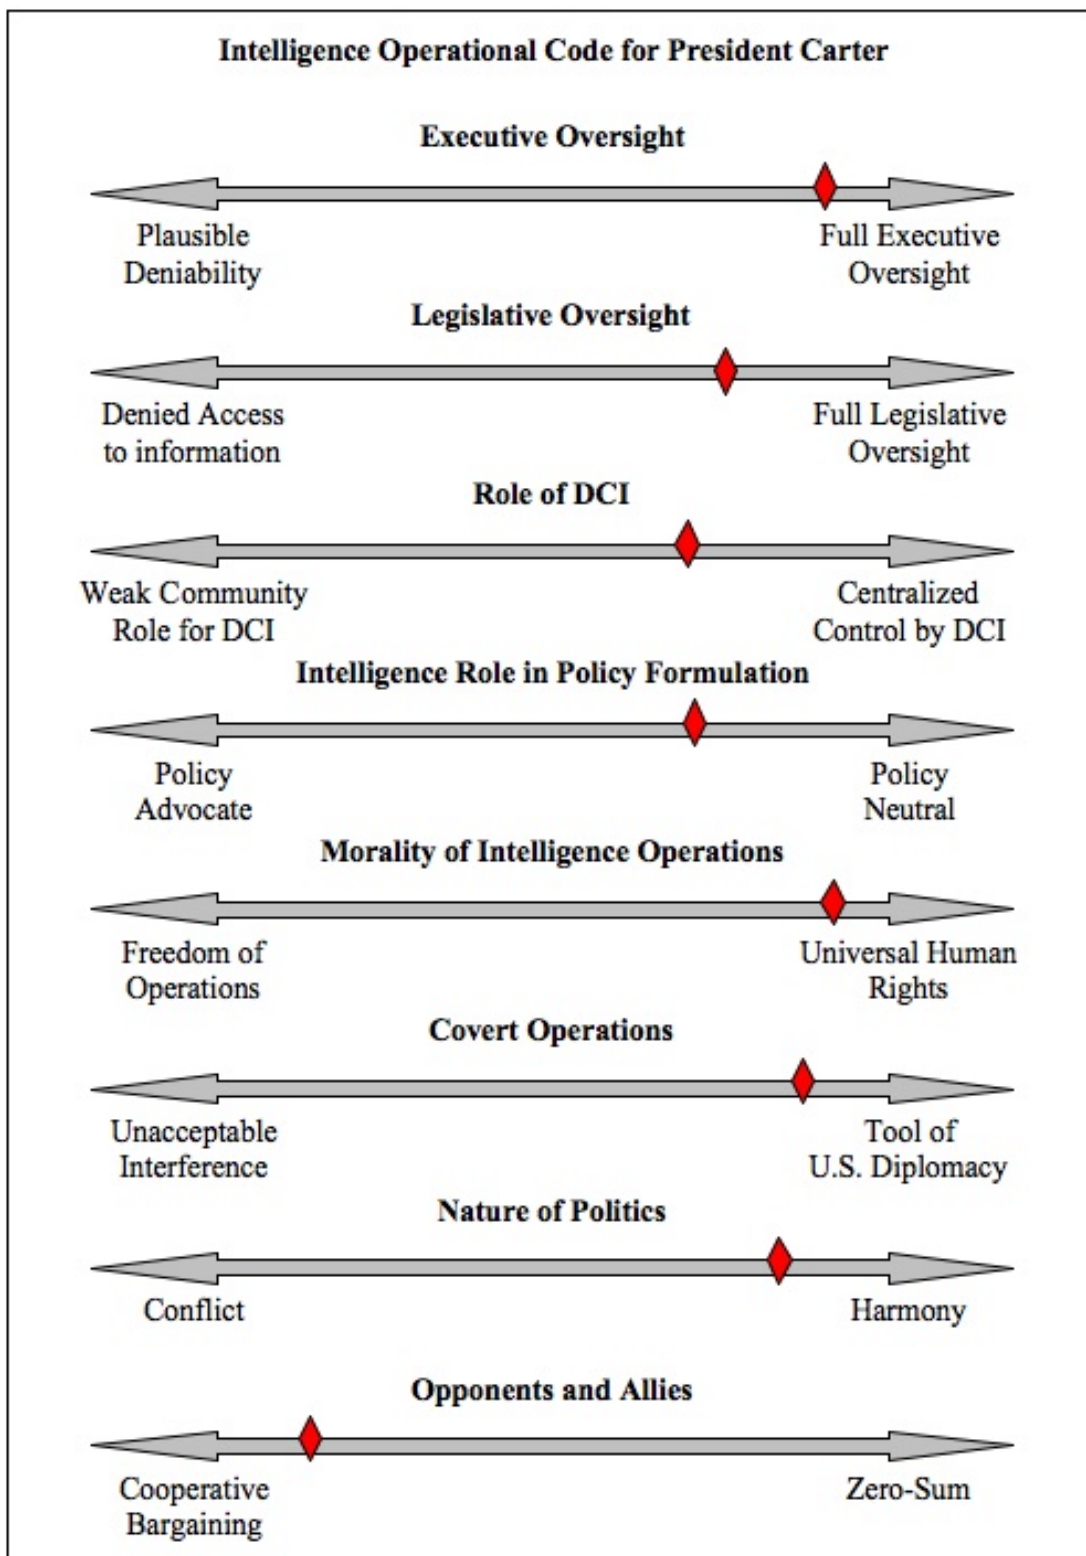 Intelligence Operational Code for President Carter
Executive Oversight
Plausible
Deniability
Full Executive
Oversight
Legislative Oversight
Denied Access
to information
Full Legislative
Oversight
Role of DCI
Weak Community
Role for DCI
Centralized
Control by DCI
Intelligence Role in Policy Formulation
Policy
Advocate
Policy
Neutral
Morality of Intelligence Operations
Freedom of
Operations
Universal Human
Rights
Covert Operations
Unacceptable
Interference
Tool of
U.S. Diplomacy
Nature of Politics
Conflict
Harmony
Opponents and Allies
Cooperative
Bargaining
Zero-Sum